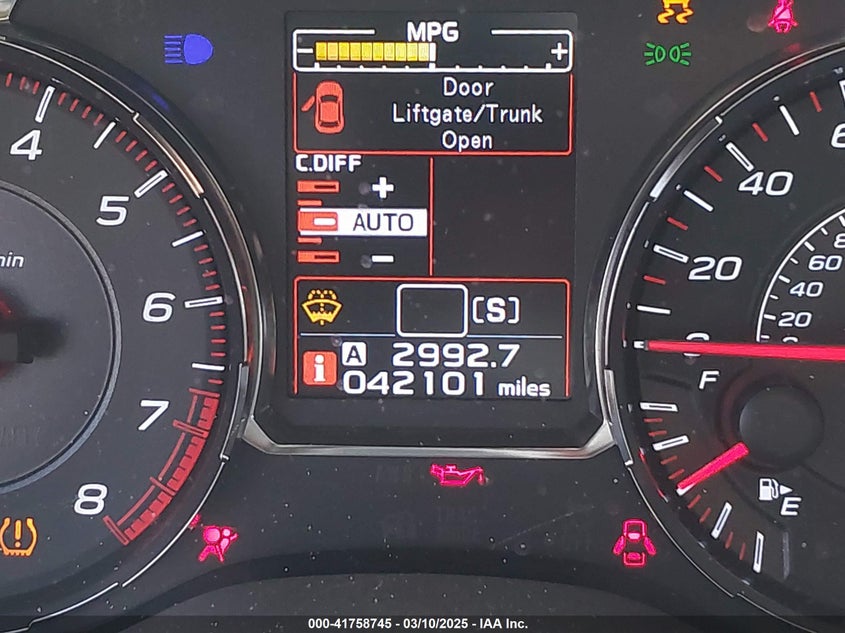 MPG
- +
Door
Liftgate/Trunk
Open
C.DIFF
+
AUTO
-
[S]
i A 2992.7
042101 miles
4
5
6
7
8
40
20
0
60
40
20
F
E
000-41758745 - 03/10/2025 - IAA Inc.